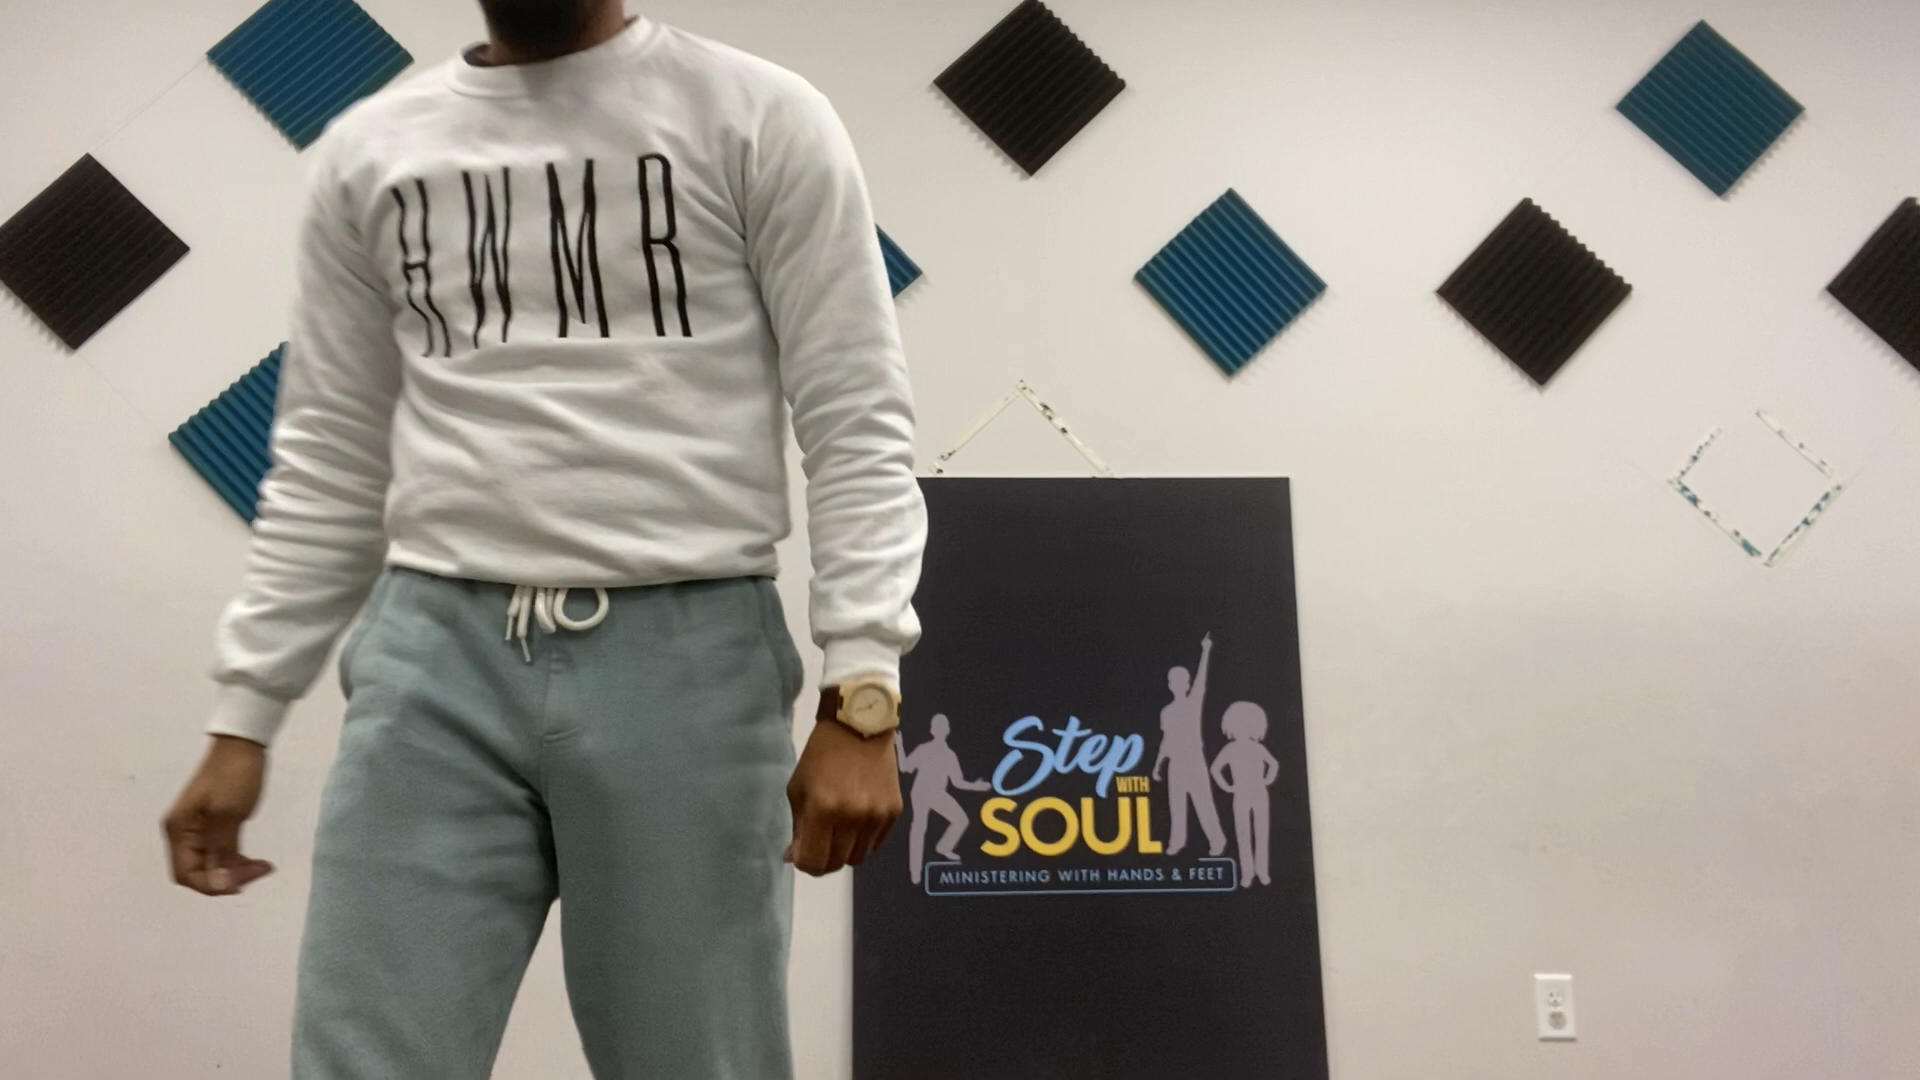 HWMR
Step
WITH
SOUL
MINISTERING WITH HANDS & FEET